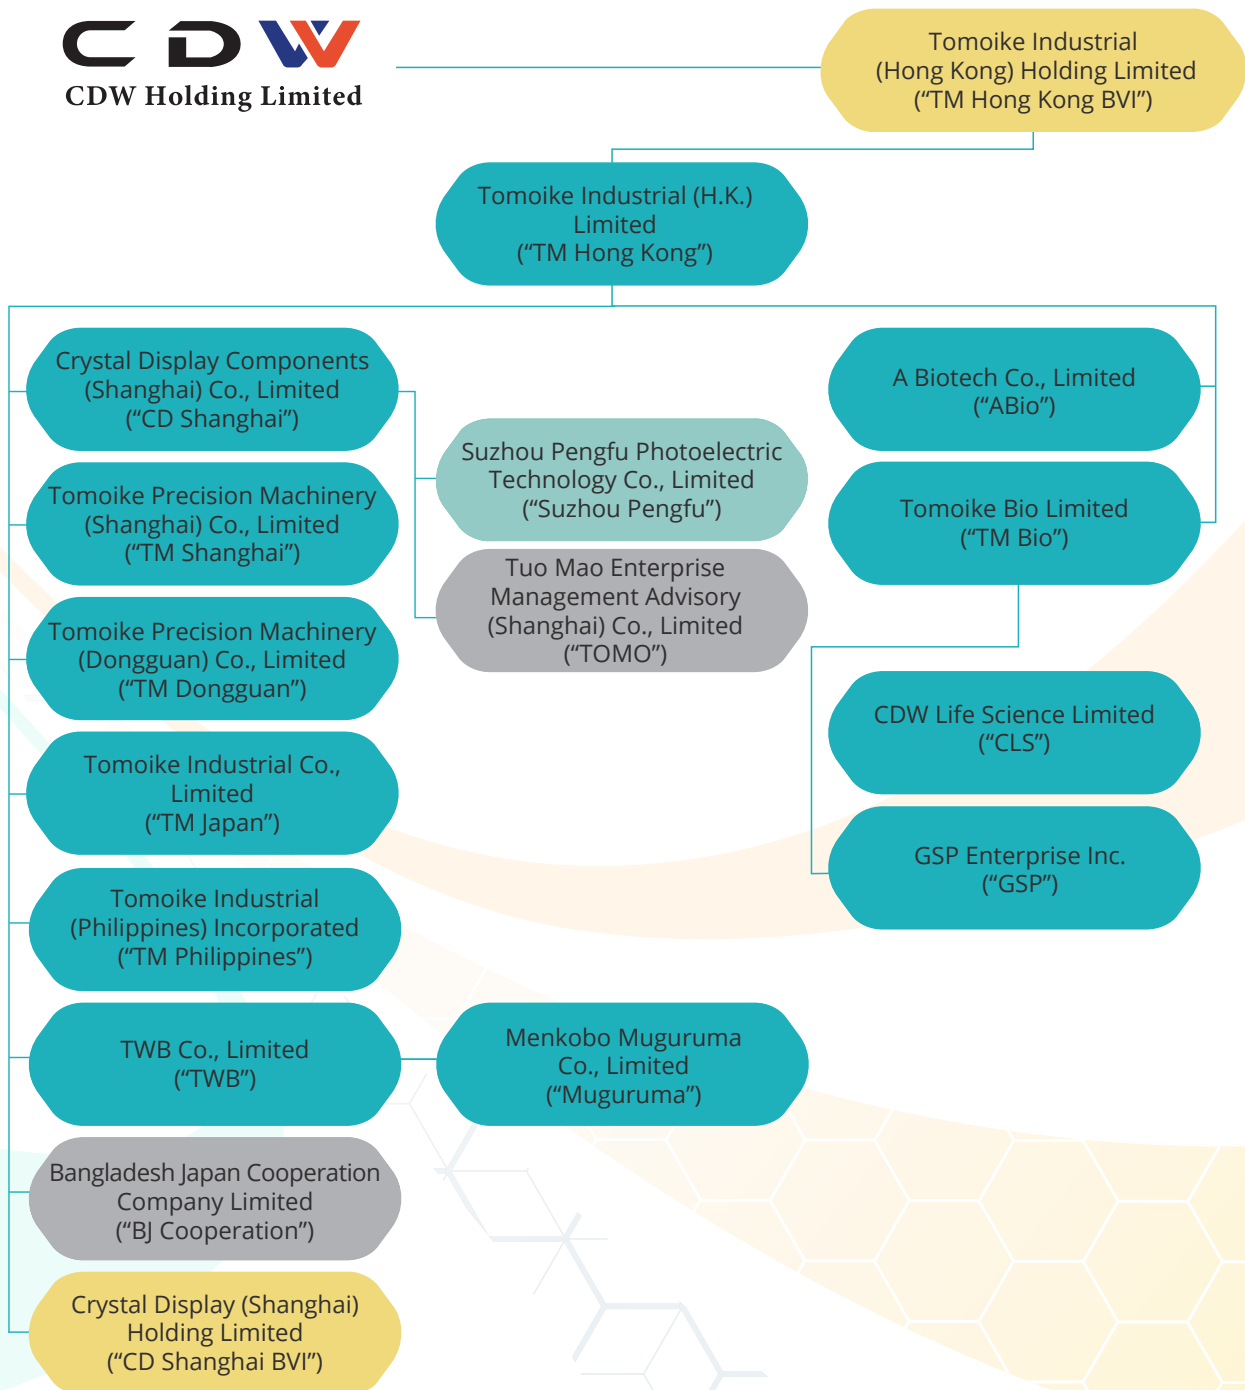 CDW
CDW Holding Limited
Tomoike Industrial
(Hong Kong) Holding Limited
(“TM Hong Kong BVI”)
Tomoike Industrial (H.K.)
Limited
(“TM Hong Kong”)
Crystal Display Components
(Shanghai) Co., Limited
(“CD Shanghai”)
Tomoike Precision Machinery
(Shanghai) Co., Limited
(“TM Shanghai”)
Tomoike Precision Machinery
(Dongguan) Co., Limited
(“TM Dongguan”)
Tomoike Industrial Co.,
Limited
(“TM Japan”)
Tomoike Industrial
(Philippines) Incorporated
(“TM Philippines”)
TWB Co., Limited
(“TWB”)
Bangladesh Japan Cooperation
Company Limited
(“BJ Cooperation”)
Crystal Display (Shanghai)
Holding Limited
(“CD Shanghai BVI”)
Suzhou Pengfu Photoelectric
Technology Co., Limited
(“Suzhou Pengfu”)
Tuo Mao Enterprise
Management Advisory
(Shanghai) Co., Limited
(“TOMO”)
Menkobo Muguruma
Co., Limited
(“Muguruma”)
A Biotech Co., Limited
(“ABio”)
Tomoike Bio Limited
(“TM Bio”)
CDW Life Science Limited
(“CLS”)
GSP Enterprise Inc.
(“GSP”)